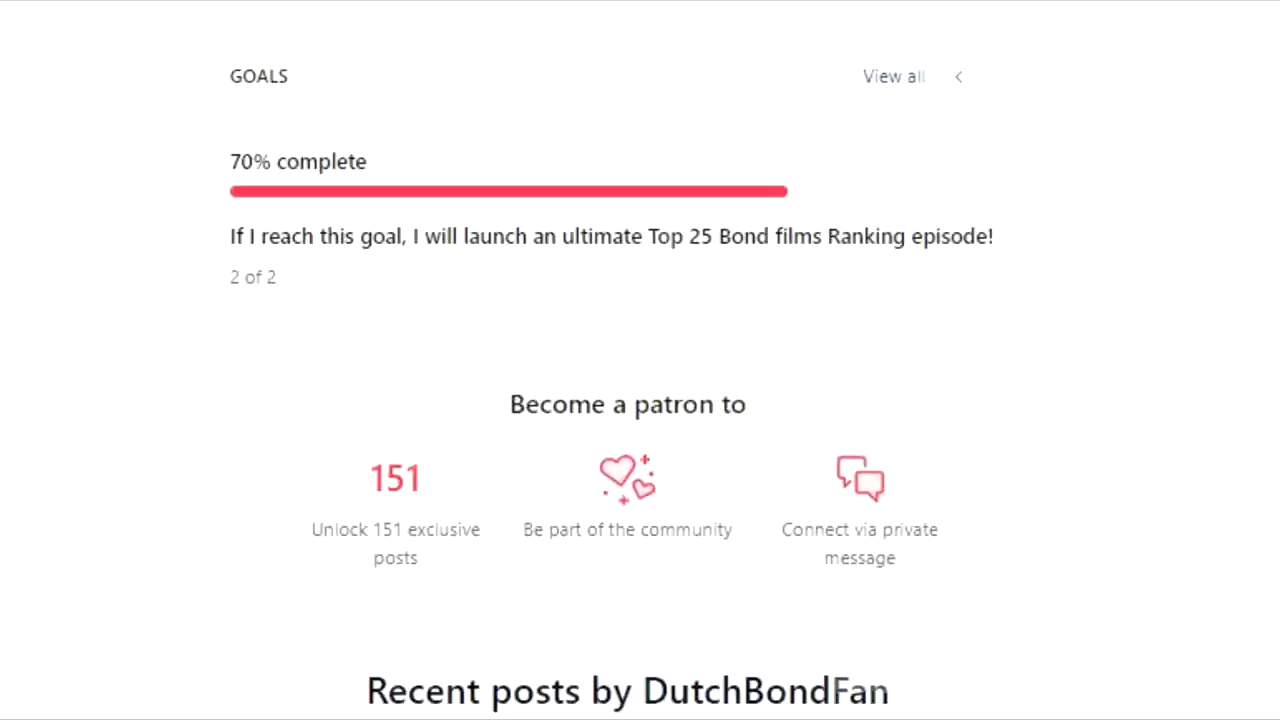 GOALS
View all
70% complete
If I reach this goal, I will launch an ultimate Top 25 Bond films Ranking episode!
2 of 2
Become a patron to
151
Unlock 151 exclusive
posts
Be part of the community
Connect via private
message
Recent posts by DutchBondFan